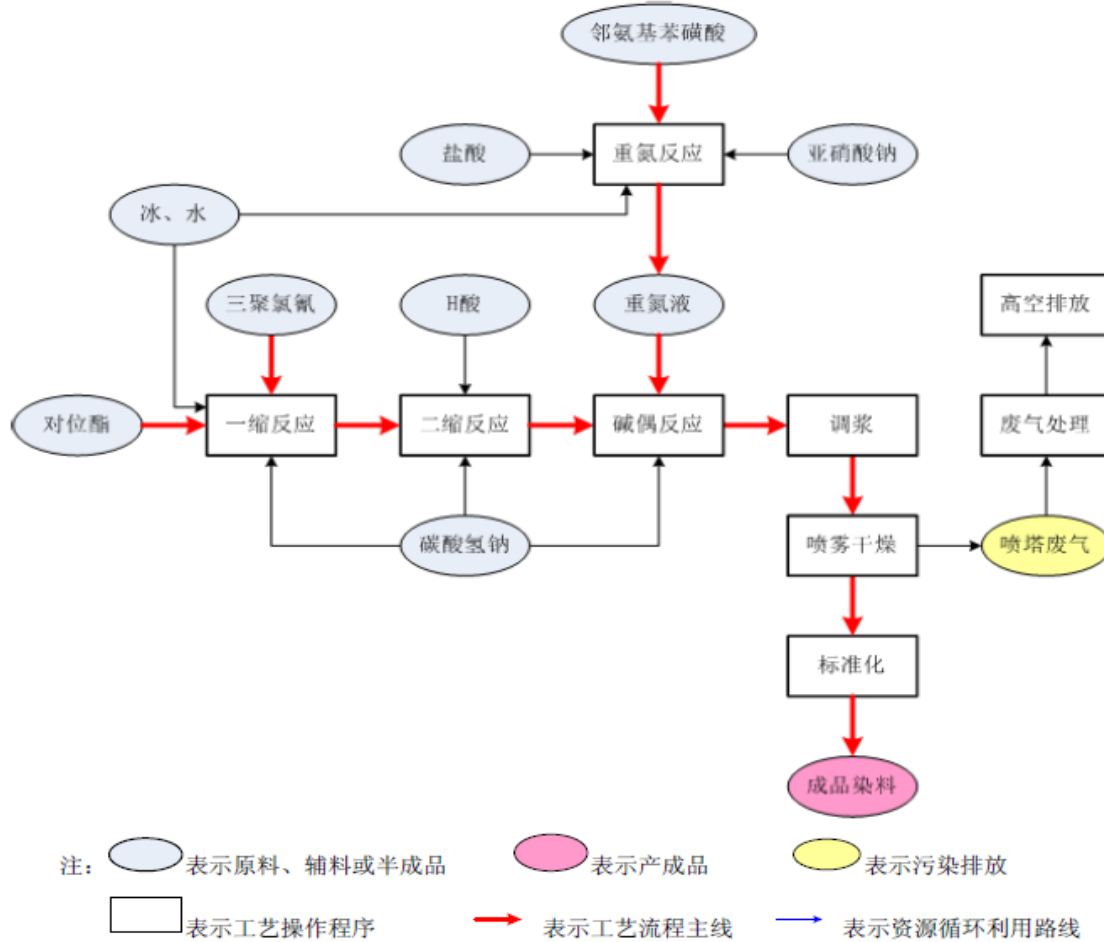 邻氨基苯磺酸
盐酸
重氮反应
亚硝酸钠
冰、水
三聚氯氰
H酸
重氮液
高空排放
对位酯
一缩反应
二缩反应
碱偶反应
调浆
废气处理
碳酸氢钠
喷雾干燥
喷塔废气
标准化
成品染料
注： 表示原料、辅料或半成品 表示产成品 表示污染排放
表示工艺操作程序 表示工艺流程主线 表示资源循环利用路线